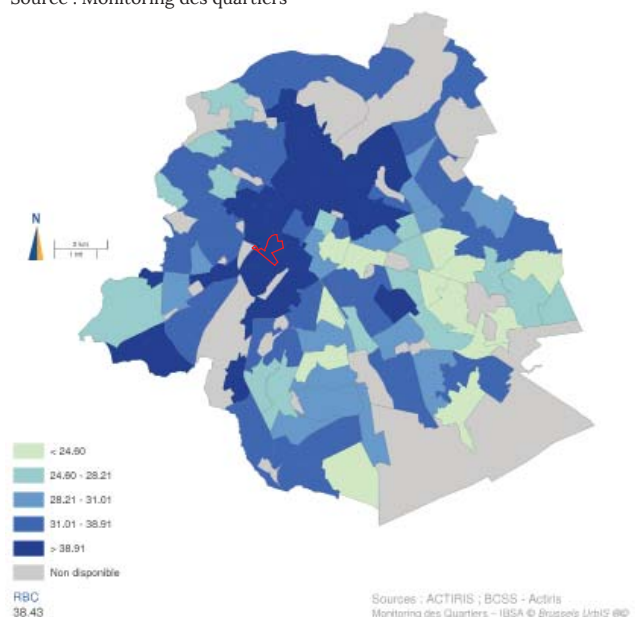 Source : Monitoring des quartiers
N
< 24.60
24.60 - 28.21
28.21 - 31.01
31.01 - 38.91
> 38.91
Non disponible
RBC
38.43
Sources : ACTIRIS ; BCSS - Actiris
Monitoring des Quartiers – IBSA © Brussels UrbIS ®©